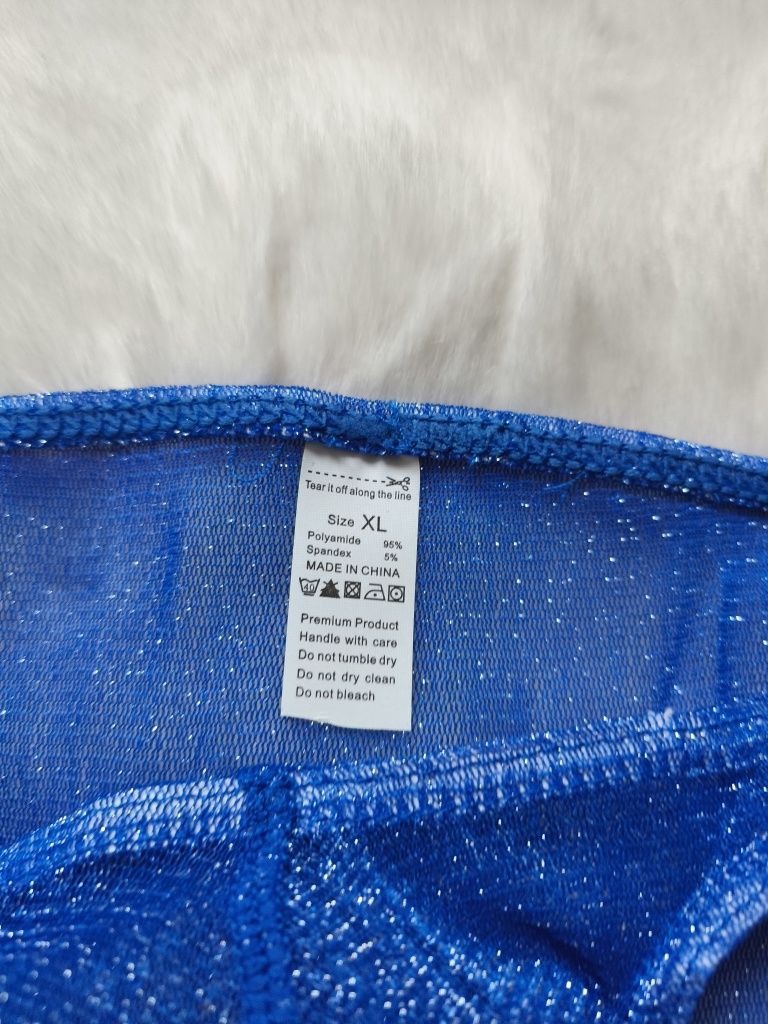 Tear it off along the line
Size XL
Polyamide 95%
Spandex 5%
MADE IN CHINA
40
Premium Product
Handle with care
Do not tumble dry
Do not dry clean
Do not bleach